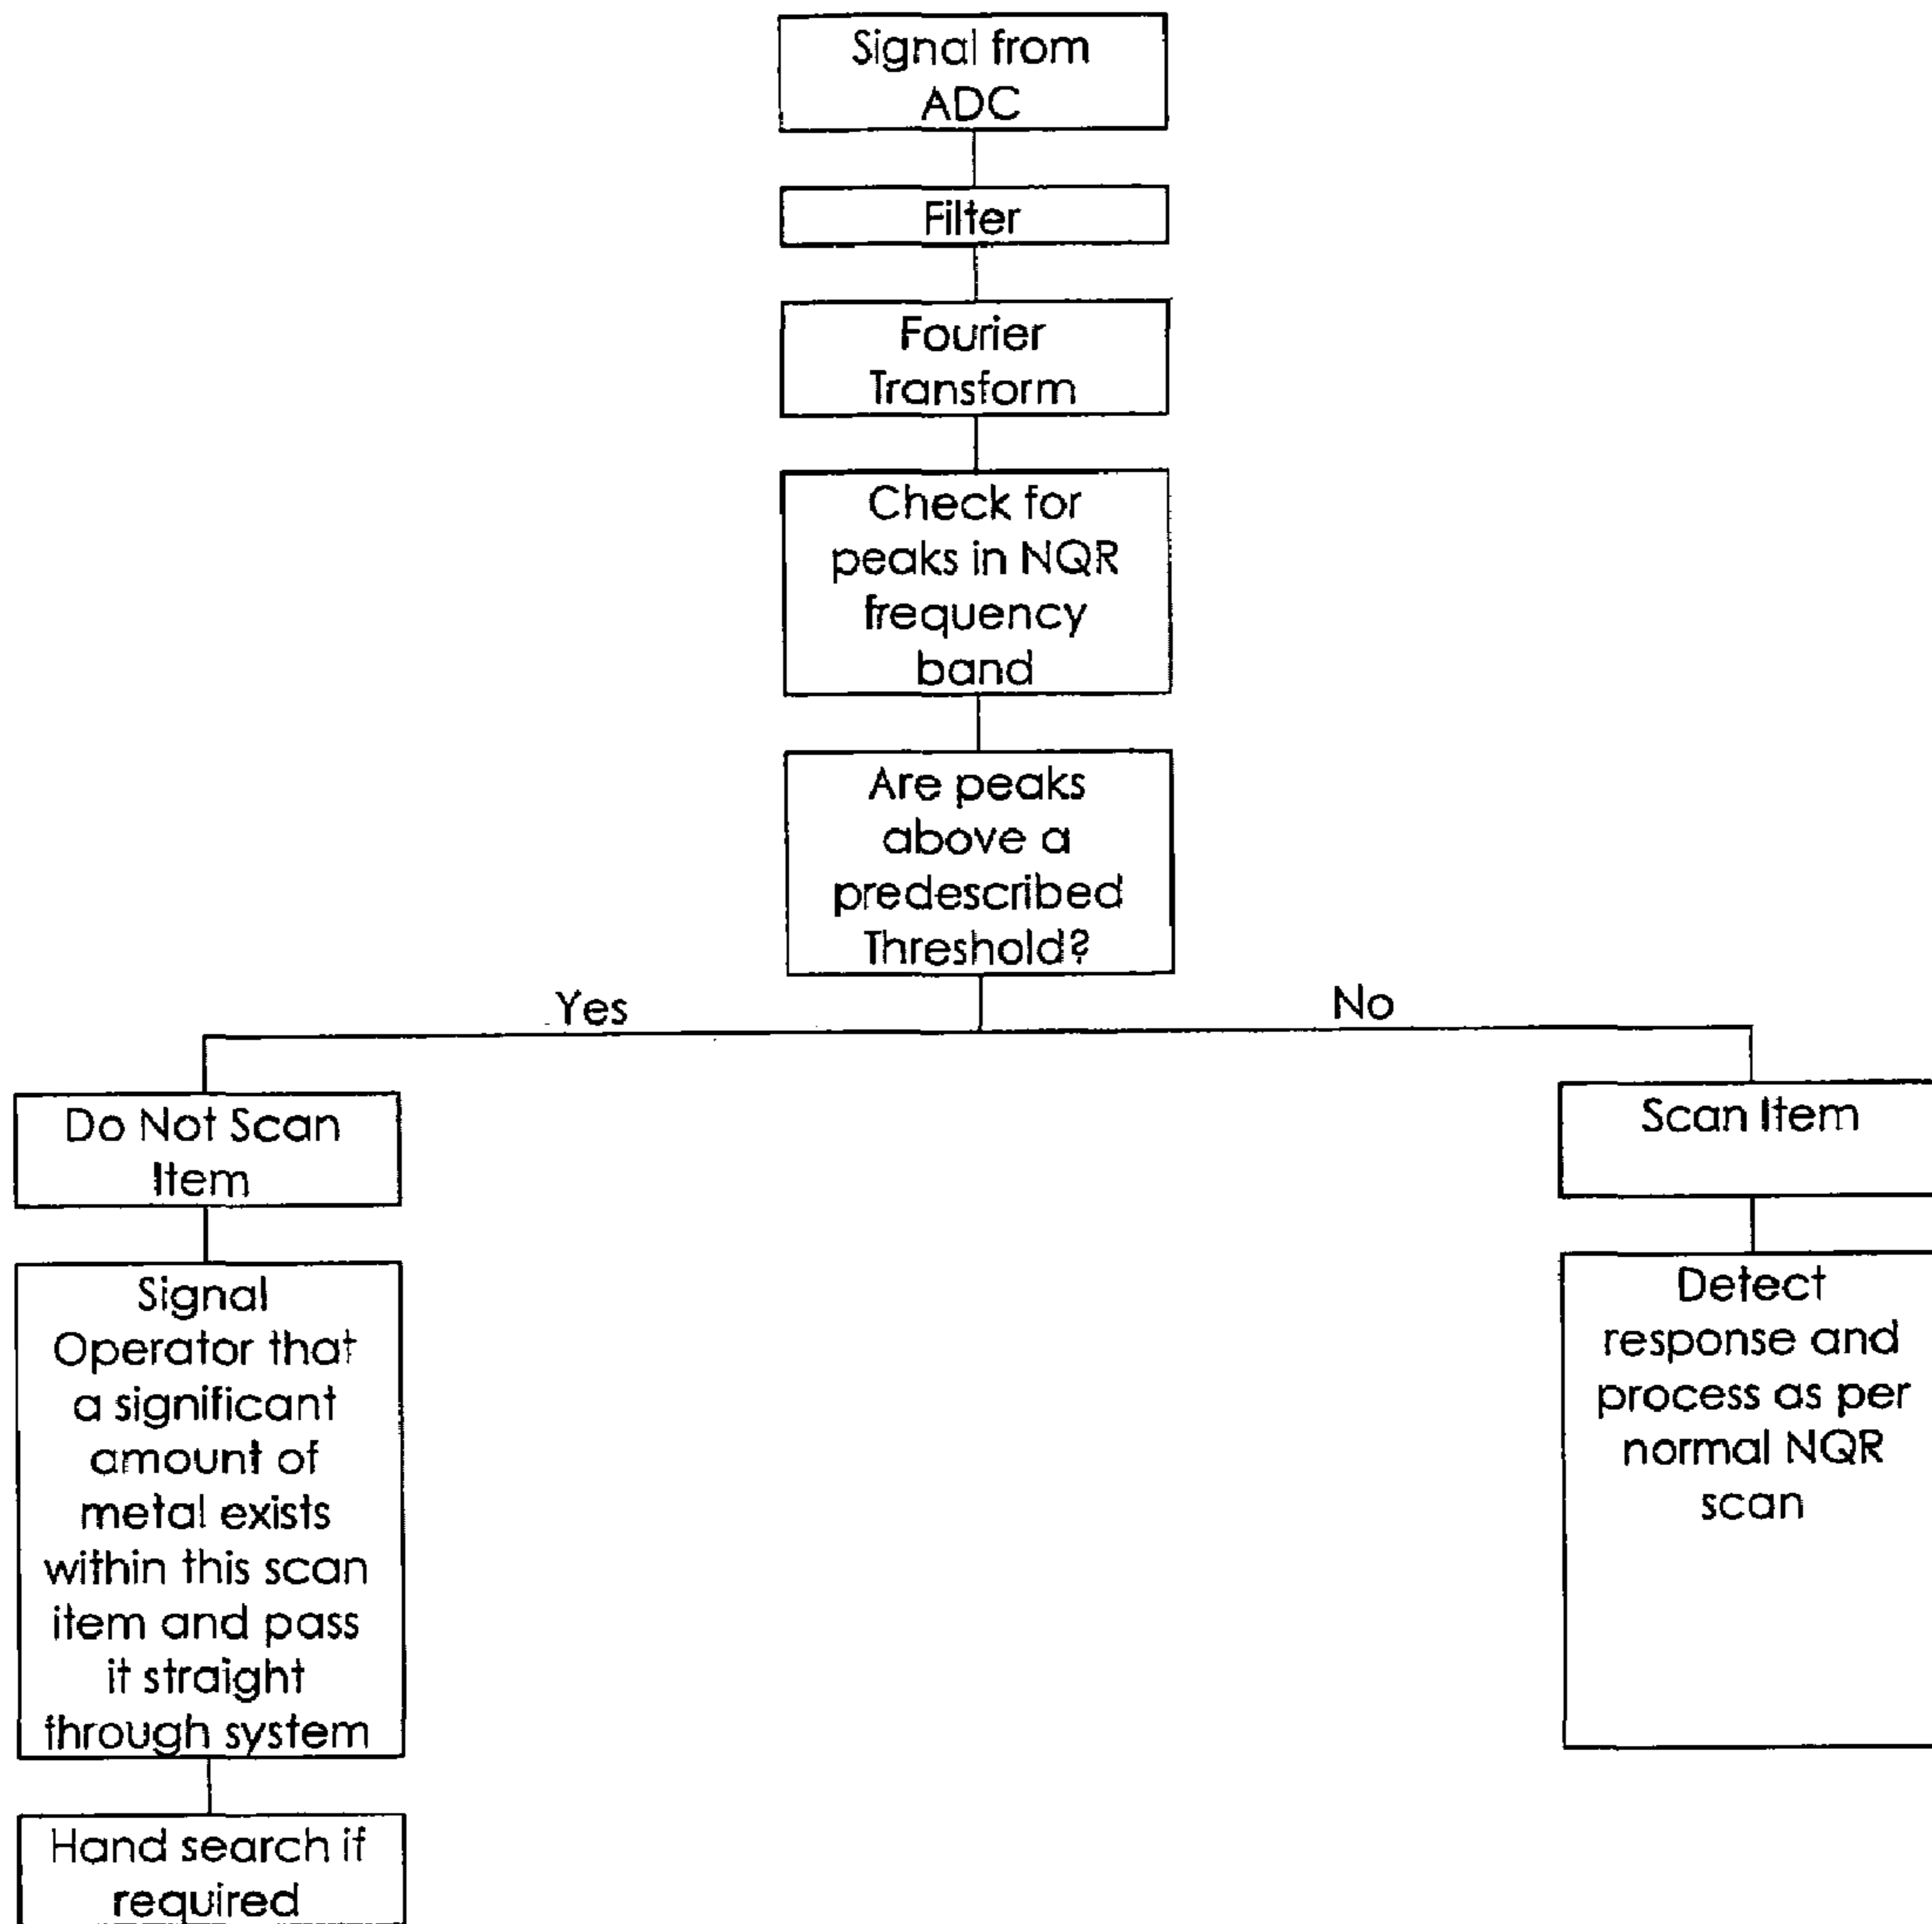 Signal from
ADC
Filter
Fourier
Transform
Check for
peaks in NQR
frequency
band
Are peaks
above a
predescribed
Threshold?
Yes
No
Do Not Scan
Item
Signal
Operator that
a significant
amount of
metal exists
within this scan
item and pass
it straight
through system
Hand search if
required
Scan Item
Detect
response and
process as per
normal NQR
scan